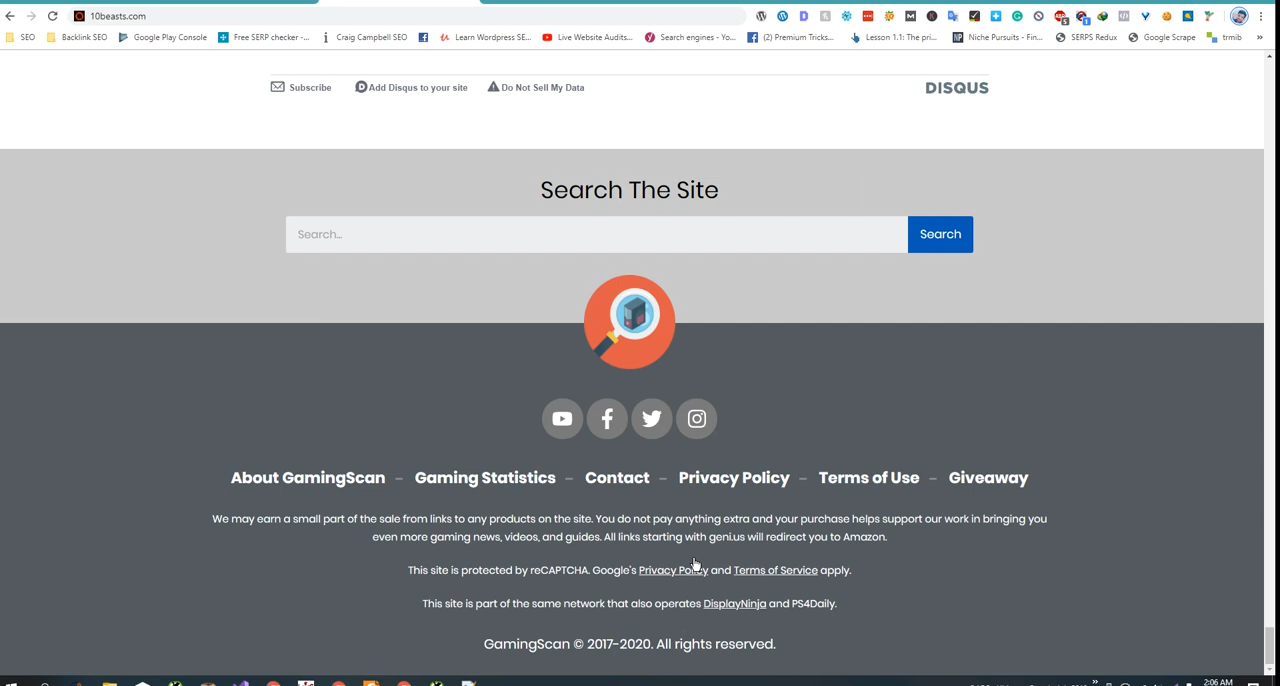 10beasts.com
SEO
Backlink SEO
Google Play Console
Free SERP checker -...
Craig Campbell SEO
Learn Wordpress SE...
Live Website Audits...
Search engines - Yo...
(2) Premium Tricks...
Lesson 1.1: The pri...
Niche Pursuits - Fin...
SERPS Redux
Google Scrape
trmib
Subscribe
Add Disqus to your site
Do Not Sell My Data
DISQUS
Search The Site
Search...
Search
About GamingScan – Gaming Statistics – Contact – Privacy Policy – Terms of Use – Giveaway
We may earn a small part of the sale from links to any products on the site. You do not pay anything extra and your purchase helps support our work in bringing you
even more gaming news, videos, and guides. All links starting with geni.us will redirect you to Amazon.
This site is protected by reCAPTCHA. Google's Privacy Policy and Terms of Service apply.
This site is part of the same network that also operates DisplayNinja and PS4Daily.
GamingScan © 2017-2020. All rights reserved.
2:06 AM